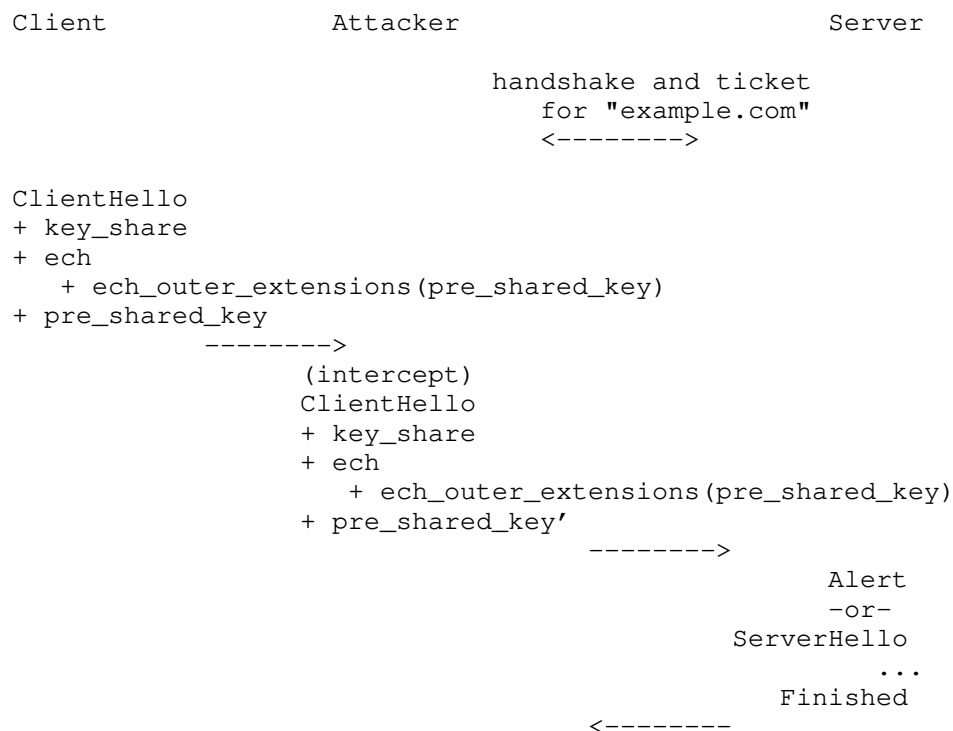 Client Attacker Server
handshake and ticket
for "example.com"
<-------->
ClientHello
+ key_share
+ ech
+ ech_outer_extensions(pre_shared_key)
+ pre_shared_key
-------->
(intercept)
ClientHello
+ key_share
+ ech
+ ech_outer_extensions(pre_shared_key)
+ pre_shared_key’
-------->
Alert
-or-
ServerHello
...
Finished
<--------